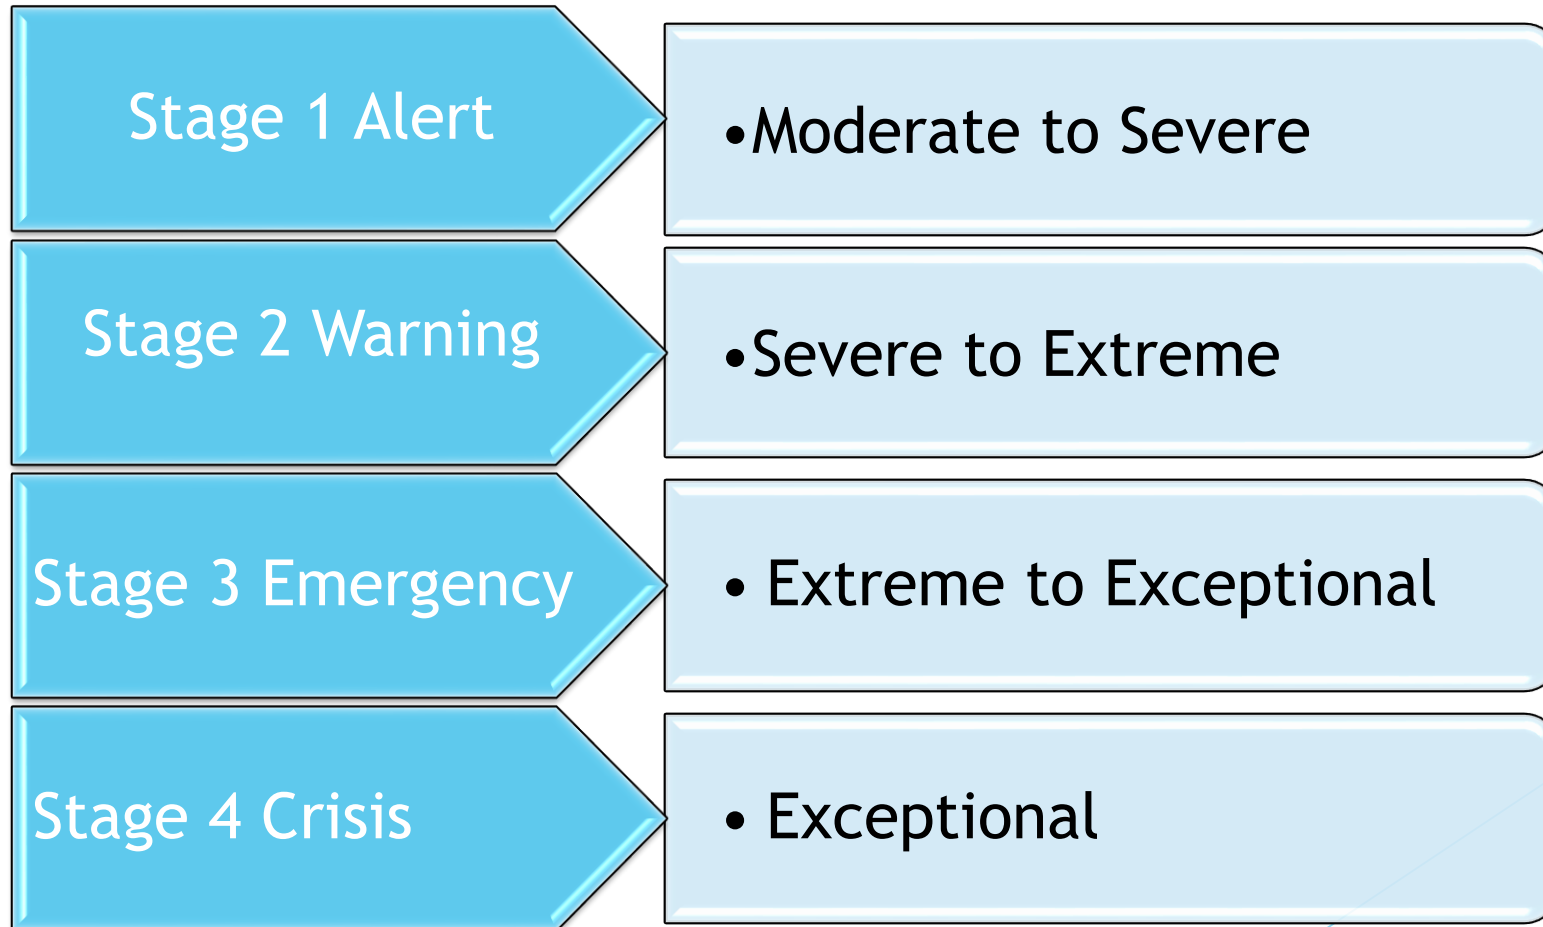 Stage 1 Alert
•Moderate to Severe
Stage 2 Warning
•Severe to Extreme
Stage 3 Emergency
• Extreme to Exceptional
Stage 4 Crisis
• Exceptional